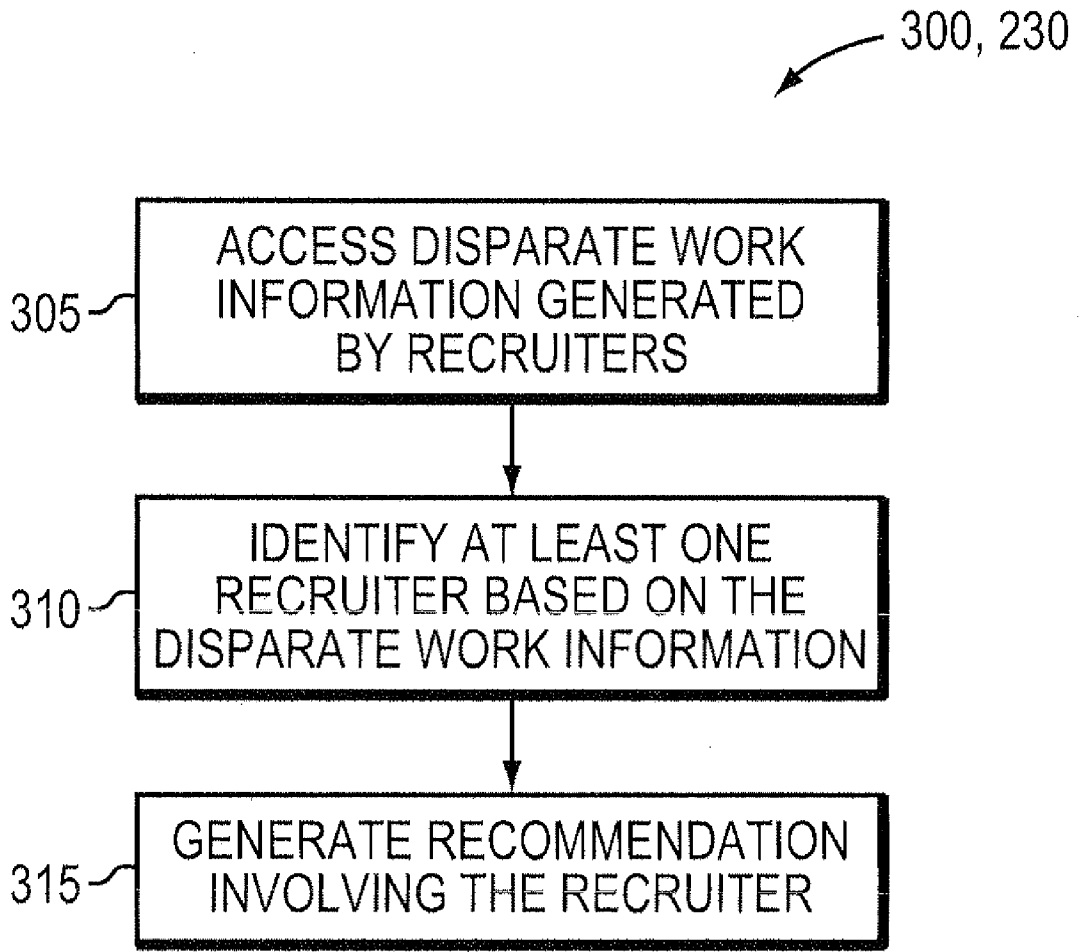 300, 230
ACCESS DISPARATE WORK
INFORMATION GENERATED
BY RECRUITERS
305
IDENTIFY AT LEAST ONE
RECRUITER BASED ON THE
DISPARATE WORK INFORMATION
310
GENERATE RECOMMENDATION
INVOLVING THE RECRUITER
315